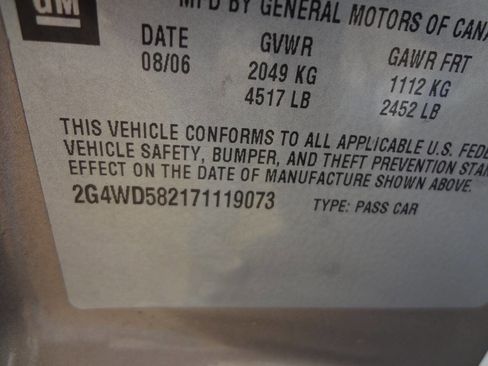 GM
MFD BY GENERAL MOTORS OF CANA
DATE GVWR GAWR FRT
08/06 2049 KG 1112 KG
4517 LB 2452 LB
THIS VEHICLE CONFORMS TO ALL APPLICABLE U.S. FEDE
VEHICLE SAFETY, BUMPER, AND THEFT PREVENTION STAN
EFFECT ON THE DATE OF MANUFACTURE SHOWN ABOVE.
2G4WD582171119073 TYPE: PASS CAR